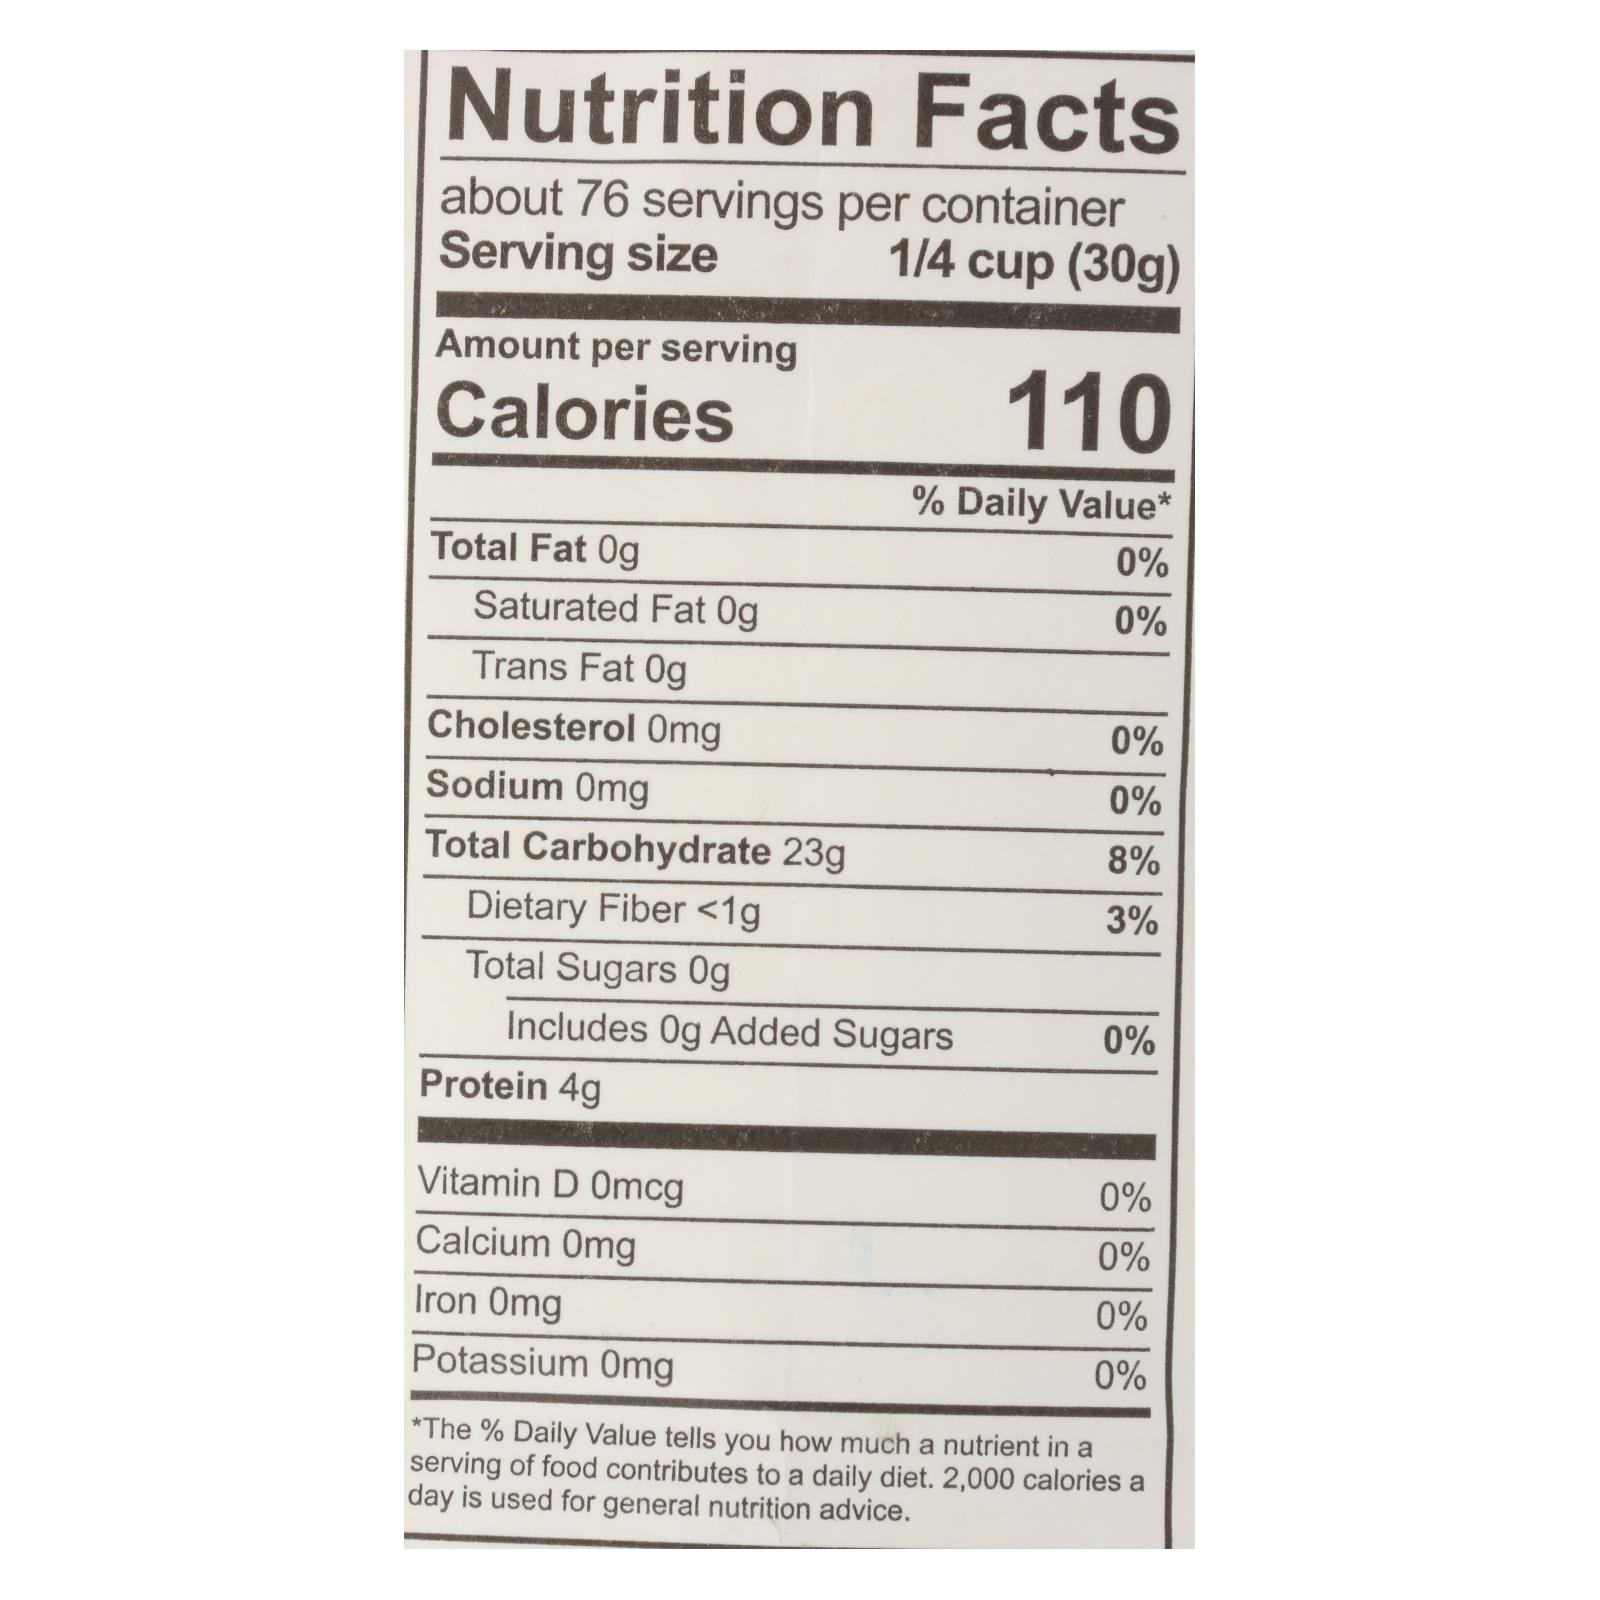 Nutrition Facts
about 76 servings per container
Serving size 1/4 cup (30g)
Amount per serving
Calories 110
% Daily Value*
Total Fat 0g 0%
Saturated Fat 0g 0%
Trans Fat 0g
Cholesterol 0mg 0%
Sodium 0mg 0%
Total Carbohydrate 23g 8%
Dietary Fiber <1g 3%
Total Sugars 0g
Includes 0g Added Sugars 0%
Protein 4g
Vitamin D 0mcg 0%
Calcium 0mg 0%
Iron 0mg 0%
Potassium 0mg 0%
*The % Daily Value tells you how much a nutrient in a
serving of food contributes to a daily diet. 2,000 calories a
day is used for general nutrition advice.